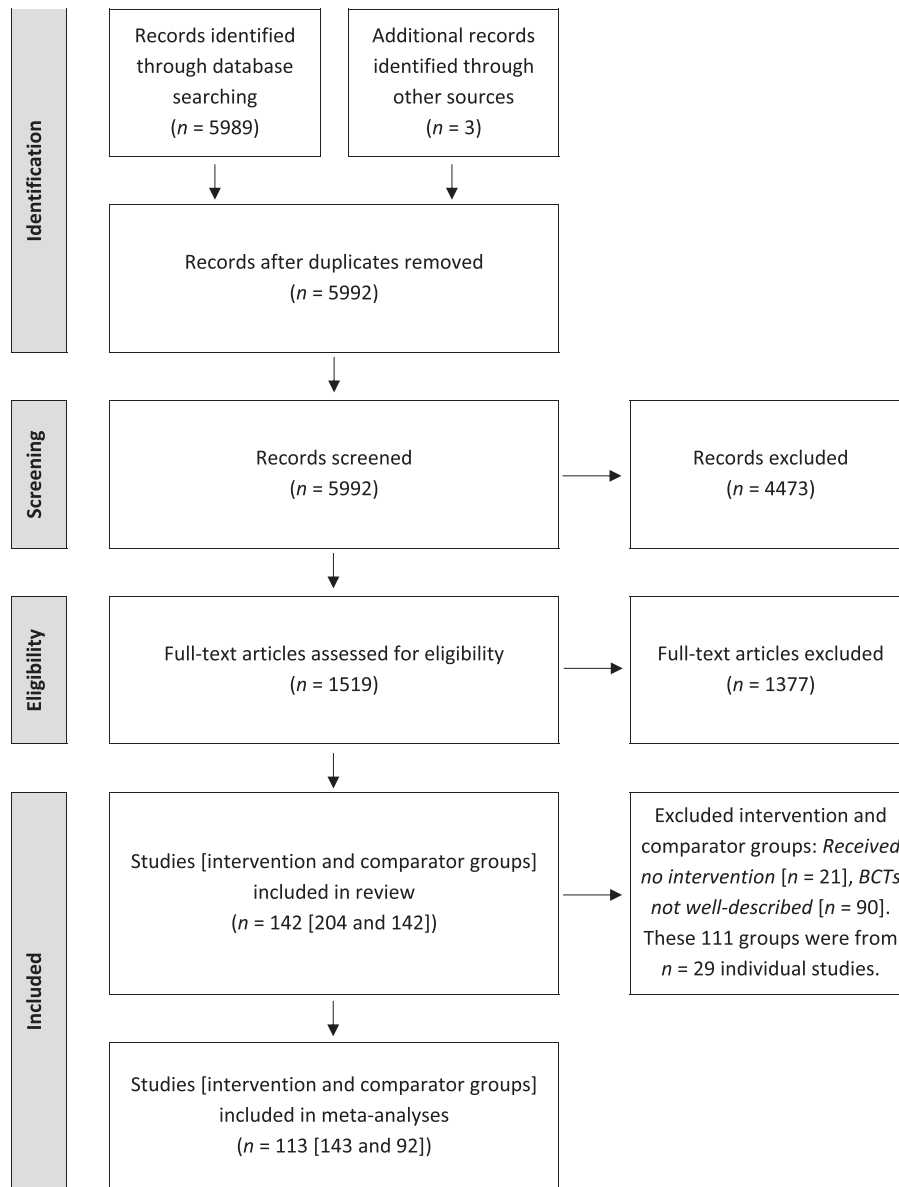 Identification
Records identified
through database
searching
(n = 5989)
Additional records
identified through
other sources
(n = 3)
Records after duplicates removed
(n = 5992)
Screening
Records screened
(n = 5992)
Records excluded
(n = 4473)
Eligibility
Full-text articles assessed for eligibility
(n = 1519)
Full-text articles excluded
(n = 1377)
Included
Studies [intervention and comparator groups]
included in review
(n = 142 [204 and 142])
Excluded intervention and
comparator groups: Received
no intervention [n = 21], BCTs
not well-described [n = 90].
These 111 groups were from
n = 29 individual studies.
Studies [intervention and comparator groups]
included in meta-analyses
(n = 113 [143 and 92])